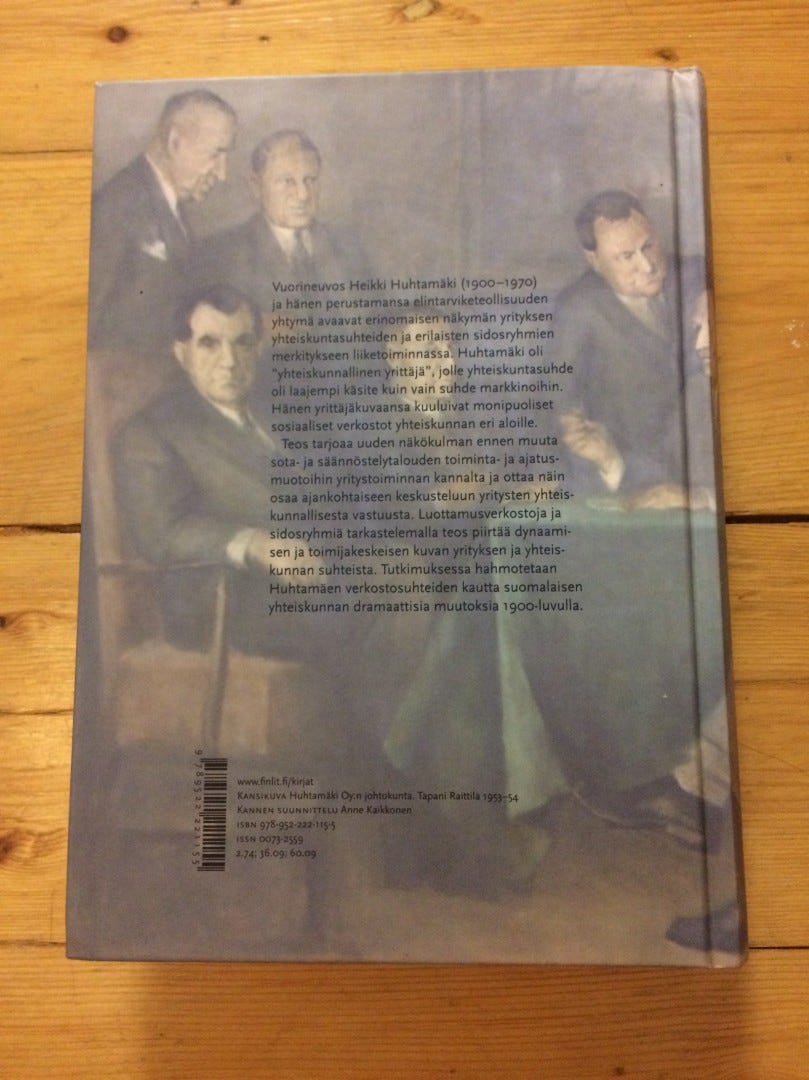 Vuorineuvos Heikki Huhtamäki (1900–1970)
ja hänen perustamansa elintarviketeollisuuden
yhtymä avaavat erinomaisen näkymän yrityksen
yhteiskuntasuhteiden ja erilaisten sidosryhmien
merkitykseen liiketoiminnassa. Huhtamäki oli
"yhteiskunnallinen yrittäjä", jolle yhteiskuntasuhde
oli laajempi käsite kuin vain suhde markkinoihin.
Hänen yrittäjäkuvaansa kuuluivat monipuoliset
sosiaaliset verkostot yhteiskunnan eri aloille.
Teos tarjoaa uuden näkökulman ennen muuta
sota- ja säännöstelytalouden toiminta- ja ajatus-
muotoihin yritystoiminnan kannalta ja ottaa näin
osaa ajankohtaiseen keskusteluun yritysten yhteis-
kunnallisesta vastuusta. Luottamusverkostoja ja
sidosryhmiä tarkastelemalla teos piirtää dynaami-
sen ja toimijakeskeisen kuvan yrityksen ja yhteis-
kunnan suhteista. Tutkimuksessa hahmotetaan
Huhtamäen verkostosuhteiden kautta suomalaisen
yhteiskunnan dramaattisia muutoksia 1900-luvulla.
www.finlit.fi/kirjat
KANSIKUVA Huhtamäki Oy:n johtokunta. Tapani Raittila 1953–54
KANNEN SUUNNITTELU Anne Kaikkonen
ISBN 978-952-222-115-5
ISSN 0073-2559
2.74; 36.09; 60.09
9 789522 221155